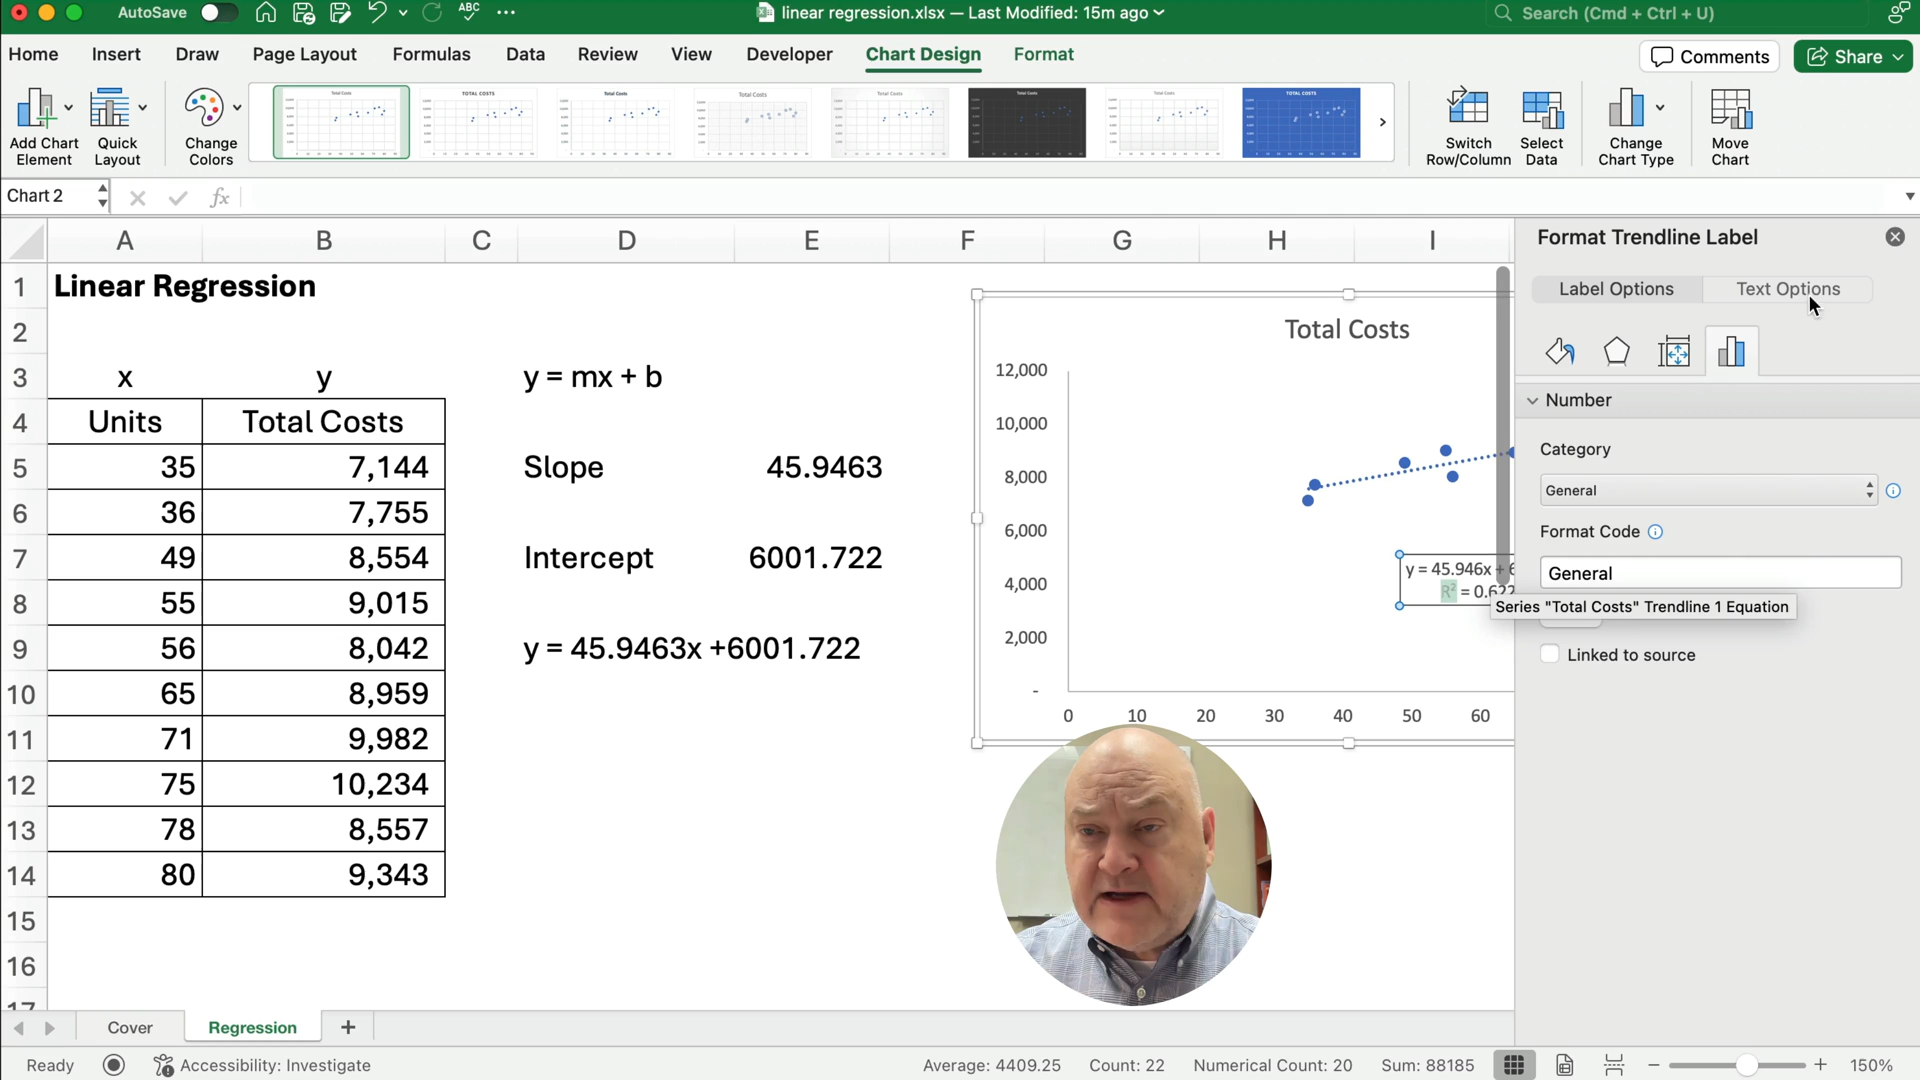 AutoSave
ABC
linear regression.xlsx — Last Modified: 15m ago
Search (Cmd + Ctrl + U)
Home Insert Draw Page Layout Formulas Data Review View Developer Chart Design Format
Comments Share
Add Chart Element
Quick Layout
Change Colors
Switch Row/Column
Select Data
Change Chart Type
Move Chart
Chart 2
fx
A B C D E F G H I
1 Linear Regression
2
3 x y y = mx + b
4 Units Total Costs
5 35 7,144 Slope 45.9463
6 36 7,755
7 49 8,554 Intercept 6001.722
8 55 9,015
9 56 8,042 y = 45.9463x +6001.722
10 65 8,959
11 71 9,982
12 75 10,234
13 78 8,557
14 80 9,343
15
16
17
Total Costs
12,000
10,000
8,000
6,000
4,000
2,000
-
0 10 20 30 40 50 60
y = 45.946x + 6
R² = 0.622
Series "Total Costs" Trendline 1 Equation
Format Trendline Label
Label Options Text Options
Number
Category
General
Format Code
General
Linked to source
Cover Regression +
Ready Accessibility: Investigate Average: 4409.25 Count: 22 Numerical Count: 20 Sum: 88185 150%